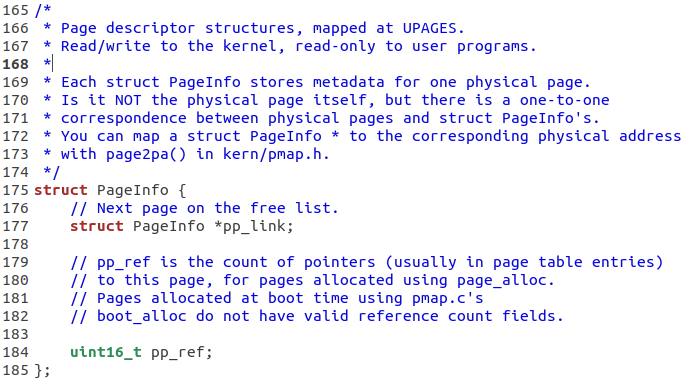 165 /*
166  * Page descriptor structures, mapped at UPAGES.
167  * Read/write to the kernel, read-only to user programs.
168  *
169  * Each struct PageInfo stores metadata for one physical page.
170  * Is it NOT the physical page itself, but there is a one-to-one
171  * correspondence between physical pages and struct PageInfo's.
172  * You can map a struct PageInfo * to the corresponding physical address
173  * with page2pa() in kern/pmap.h.
174  */
175 struct PageInfo {
176     // Next page on the free list.
177     struct PageInfo *pp_link;
178
179     // pp_ref is the count of pointers (usually in page table entries)
180     // to this page, for pages allocated using page_alloc.
181     // Pages allocated at boot time using pmap.c's
182     // boot_alloc do not have valid reference count fields.
183
184     uint16_t pp_ref;
185 };